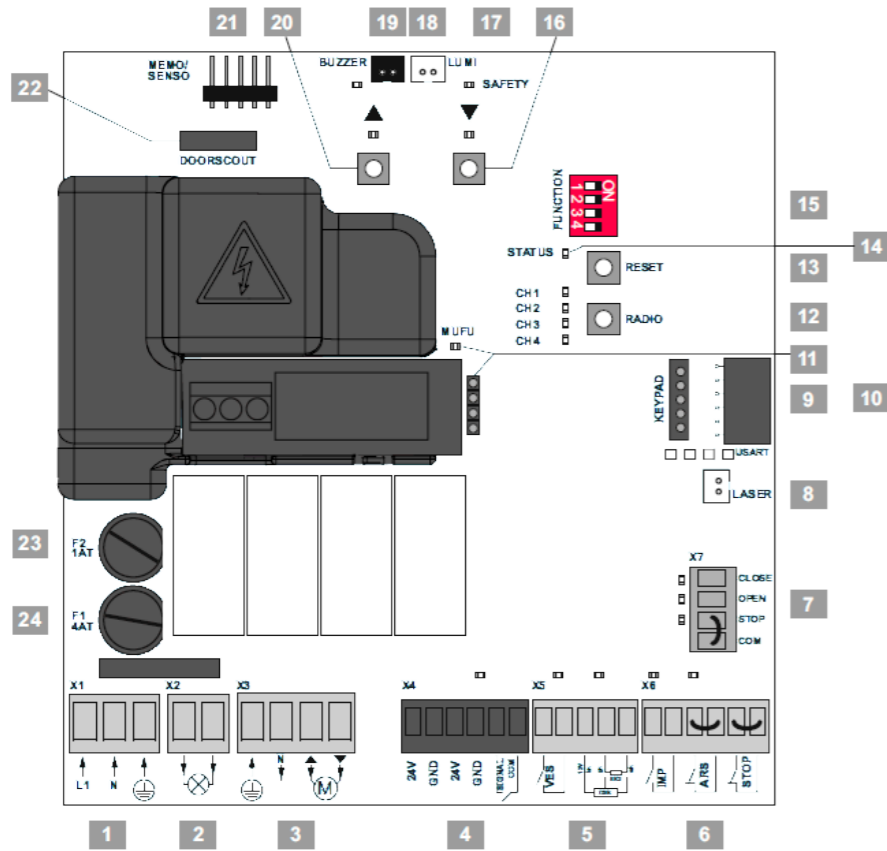 21 20 19 18 17 16
MEMO/
SENSO
BUZZER LUMI
SAFETY
22
DOORSCOUT
FUNCTION
ON
1 2 3 4
15
STATUS
14
RESET
13
CH1
CH2
CH3
CH4
RADIO
12
MUFU
11
KEYPAD
9
10
USART
LASER
8
23
F2
1AT
X7
CLOSE
OPEN
STOP
COM
7
24
F1
4AT
X1 X2 X3 X4 X5 X6
L1 N N M
24V GND 24V GND SIGNAL COM
VES 12V
IMP ARS STOP
1 2 3 4 5 6